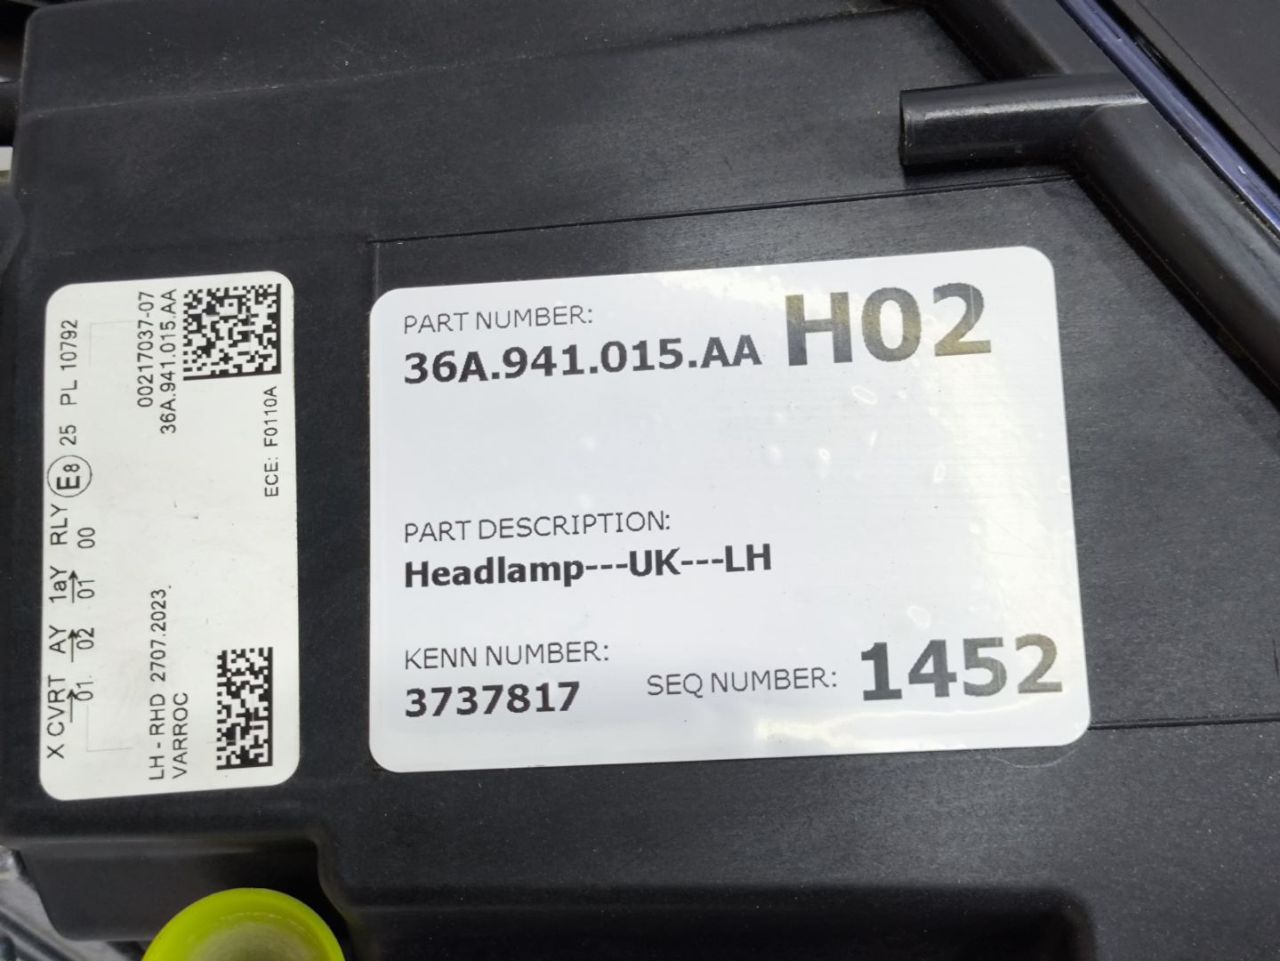 X CVRT AY 1aY RLY E8 25 PL 10792
01 02 01 00
LH - RHD 2707.2023
VARROC
00217037-07
36A.941.015.AA
ECE: F0110A
PART NUMBER:
36A.941.015.AA H02
PART DESCRIPTION:
Headlamp---UK---LH
KENN NUMBER:
3737817
SEQ NUMBER: 1452